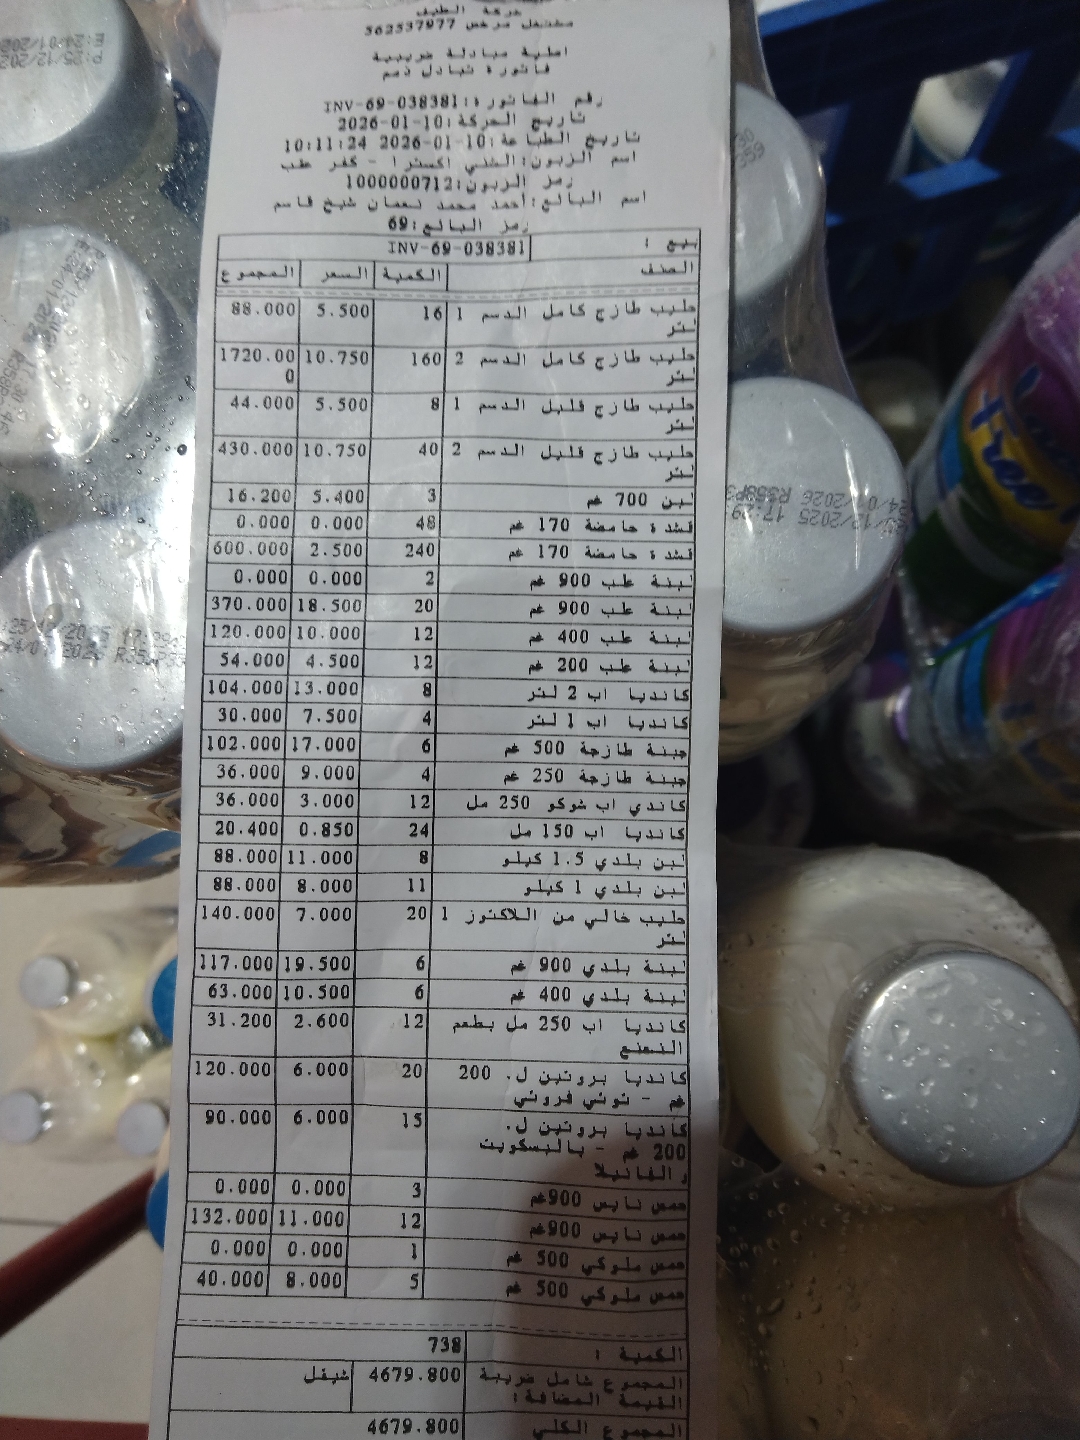 شركة الطيف
مشتغل مرخص 562537977
اصلية مبادلة ضريبية
فاتورة تبادل ذمم
رقم الفاتورة:INV-69-038381
تاريخ الحركة:2026-01-10
تاريخ الطباعة:2026-01-10 10:11:24
اسم الزبون:الشني اكسترا - كفر عقب
رمز الزبون:1000000712
اسم البائع:أحمد محمد نعمان شيخ قاسم
رمز البائع:69
بيع : INV-69-038381
الصنف الكمية السعر المجموع
حليب طازج كامل الدسم 1 16 5.500 88.000
لتر
حليب طازج كامل الدسم 2 160 10.750 1720.00
لتر 0
حليب طازج قليل الدسم 1 8 5.500 44.000
لتر
حليب طازج قليل الدسم 2 40 10.750 430.000
لتر
لبن 700 غم 3 5.400 16.200
قشدة حامضة 170 غم 48 0.000 0.000
قشدة حامضة 170 غم 240 2.500 600.000
لبنة علب 900 غم 2 0.000 0.000
لبنة علب 900 غم 20 18.500 370.000
لبنة علب 400 غم 12 10.000 120.000
لبنة علب 200 غم 12 4.500 54.000
كانديا اب 2 لتر 8 13.000 104.000
كانديا اب 1 لتر 4 7.500 30.000
جبنة طازجة 500 غم 6 17.000 102.000
جبنة طازجة 250 غم 4 9.000 36.000
كاندي اب شوكو 250 مل 12 3.000 36.000
كانديا اب 150 مل 24 0.850 20.400
لبن بلدي 1.5 كيلو 8 11.000 88.000
لبن بلدي 1 كيلو 11 8.000 88.000
حليب خالي من اللاكتوز 1 20 7.000 140.000
لتر
لبنة بلدي 900 غم 6 19.500 117.000
لبنة بلدي 400 غم 6 10.500 63.000
كانديا اب 250 مل بطعم 12 2.600 31.200
النعنع
كانديا بروتين ل. 200 20 6.000 120.000
غم - توتي فروتي
كانديا بروتين ل. 15 6.000 90.000
200 غم - بالبسكويت
والفانيلا
حمص نايس 900غم 3 0.000 0.000
حمص نايس 900غم 12 11.000 132.000
حمص ملوكي 500 غم 1 0.000 0.000
حمص ملوكي 500 غم 5 8.000 40.000
الكمية : 738
المجموع شامل ضريبة 4679.800 شيقل
القيمة المضافة:
المجموع الكلي 4679.800